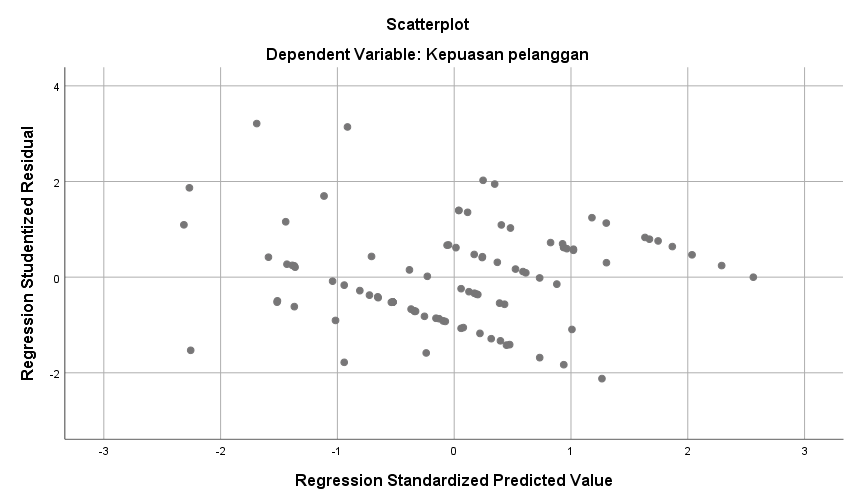 Scatterplot
Dependent Variable: Kepuasan pelanggan
4
2
0
-2
Regression Studentized Residual
-3
-2
-1
0
1
2
3
Regression Standardized Predicted Value